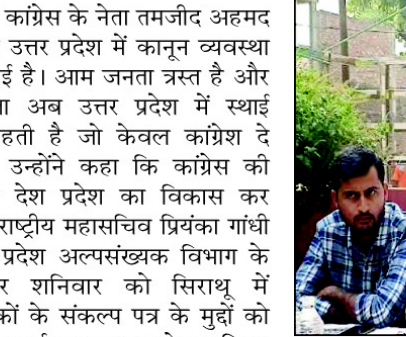 कांग्रेस के नेता तमजीद अहमद
उत्तर प्रदेश में कानून व्यवस्था
ई है। आम जनता त्रस्त है और
ा अब उत्तर प्रदेश में स्थाई
हती है जो केवल कांग्रेश दे
उन्होंने कहा कि कांग्रेस की
देश प्रदेश का विकास कर
राष्ट्रीय महासचिव प्रियंका गांधी
प्रदेश अल्पसंख्यक विभाग के
र शनिवार को सिराथू में
कों के संकल्प पत्र के मुद्दों को